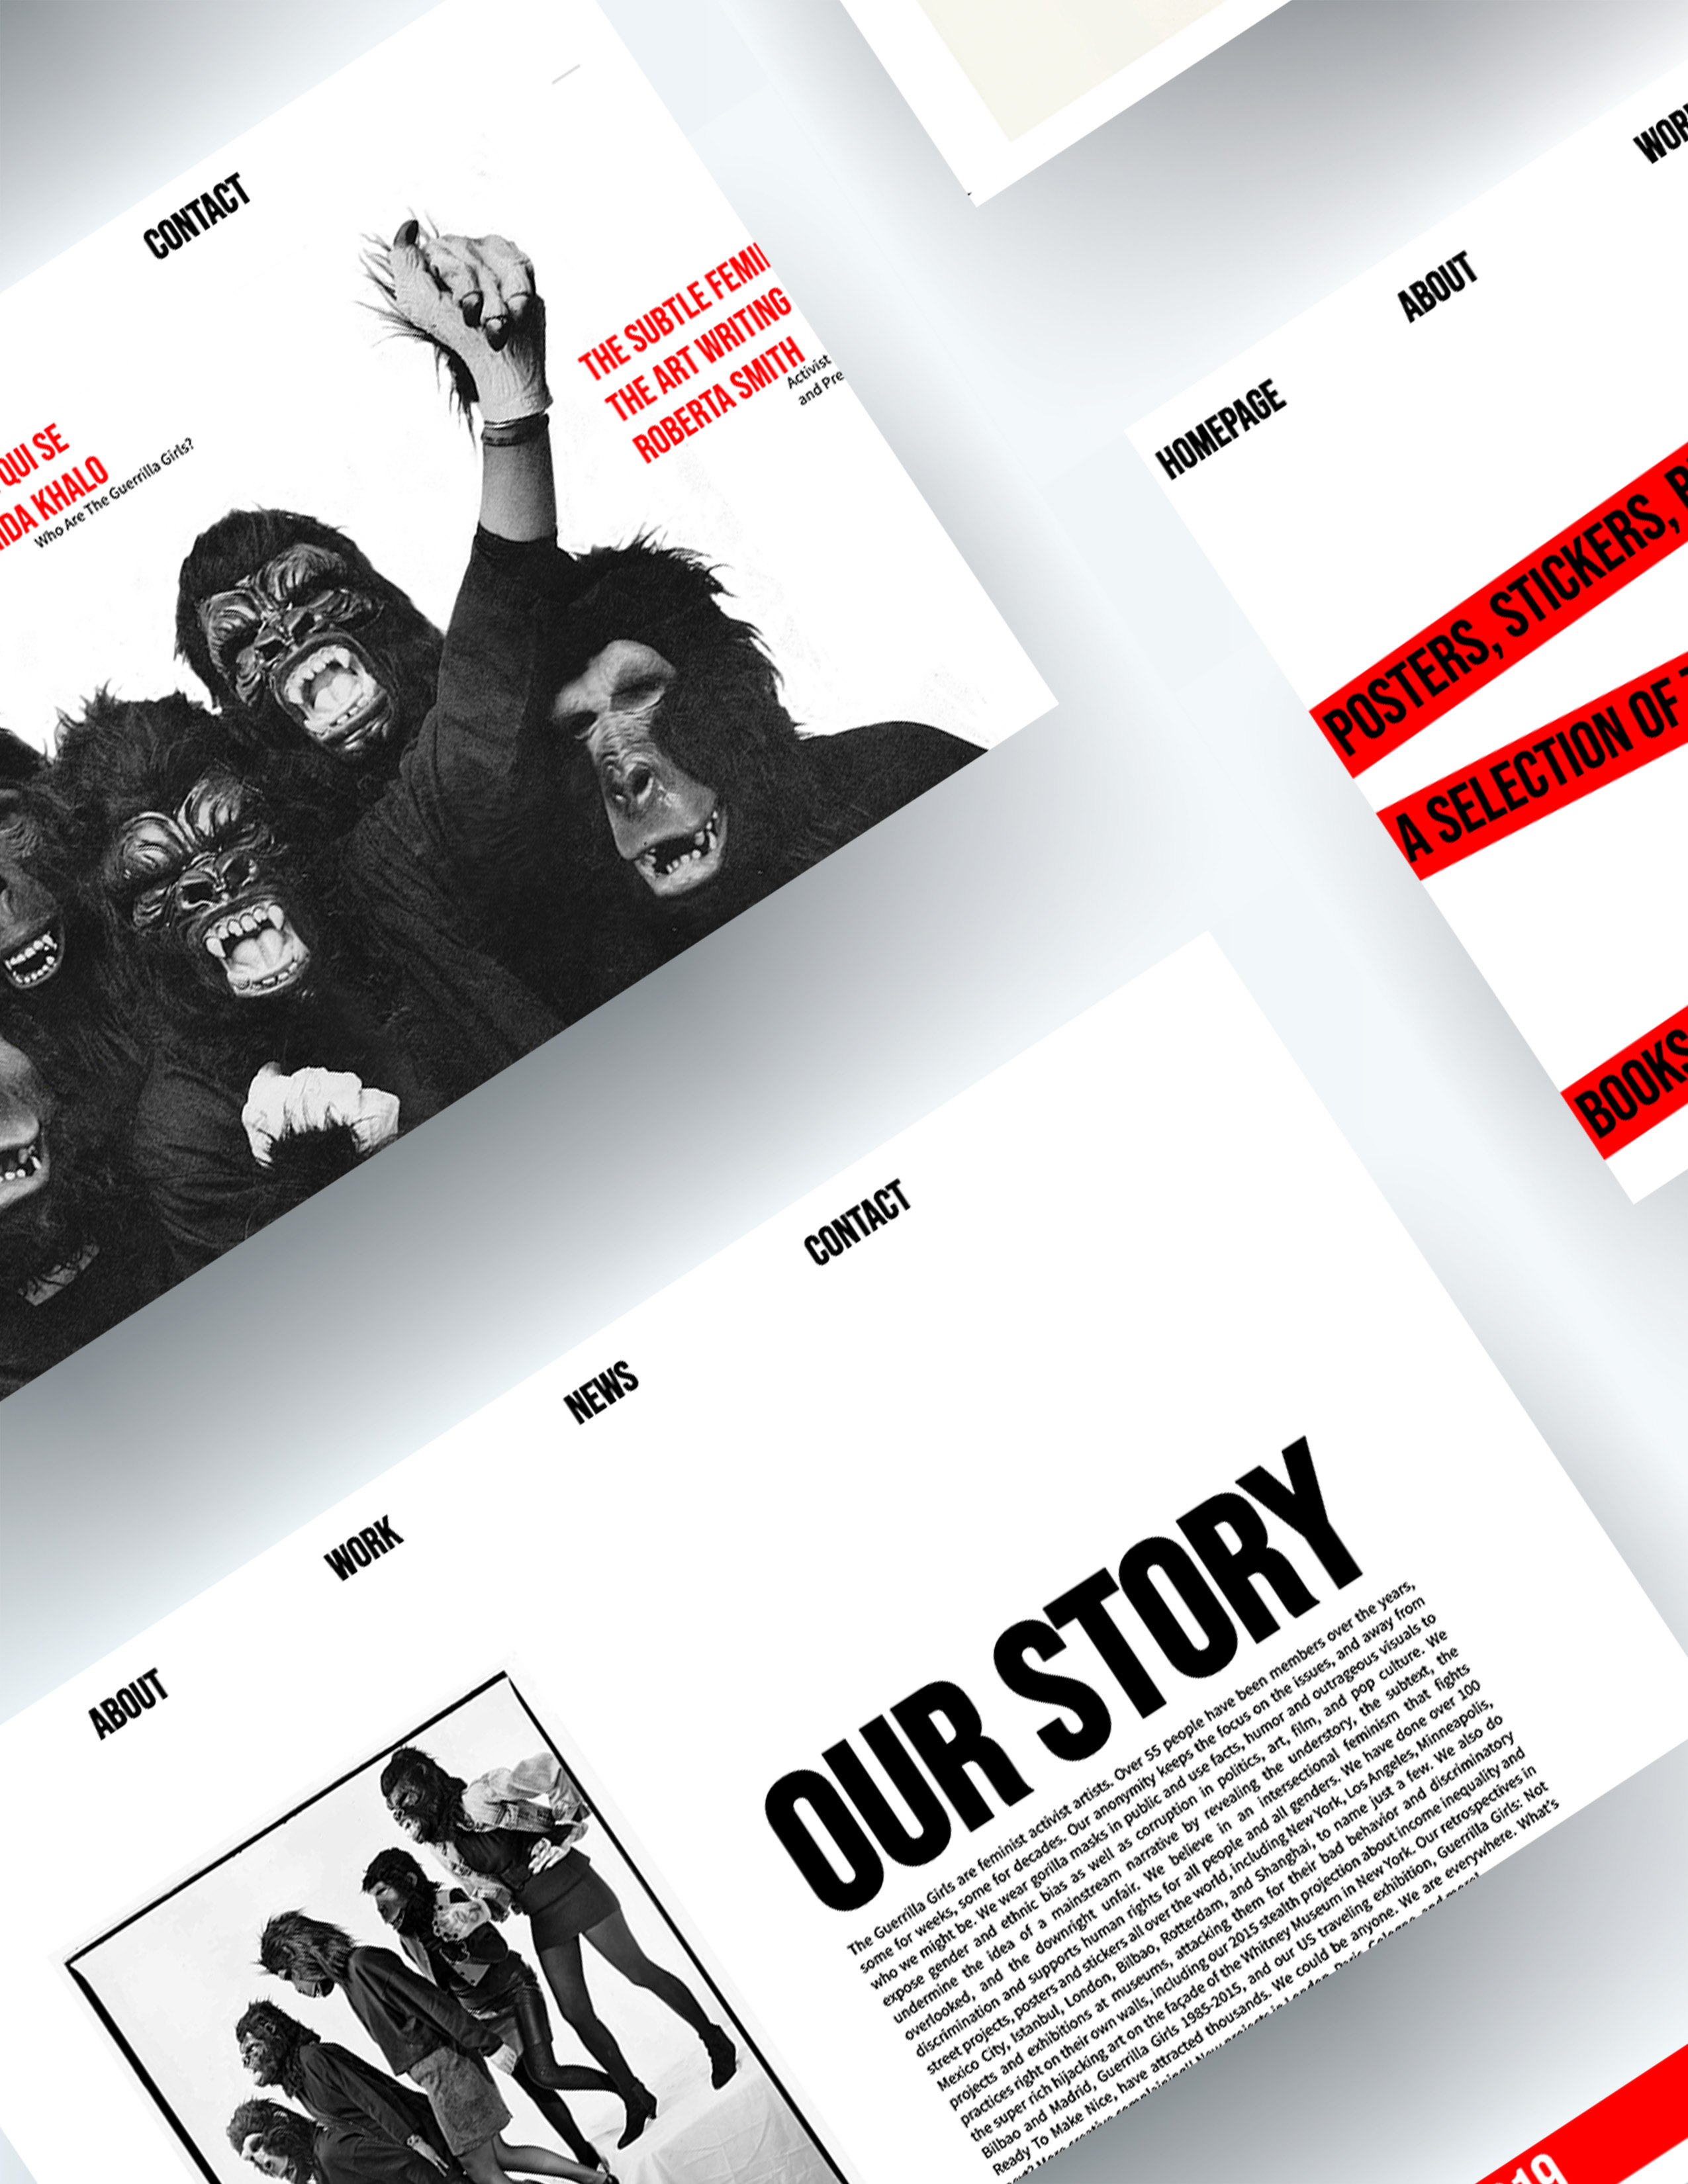 CONTACT
QUI SE
IDA KHALO
Who Are The Guerrilla Girls?
THE SUBTLE FEMI
THE ART WRITING
ROBERTA SMITH
Activist
and Pre
HOMEPAGE
ABOUT
WOR
POSTERS, STICKERS,
A SELECTION OF
BOOKS
ABOUT
WORK
NEWS
CONTACT
OUR STORY
The Guerrilla Girls are feminist activist artists. Over 55 people have been members over the years,
some for weeks, some for decades. Our anonymity keeps the focus on the issues, and away from
who we might be. We wear gorilla masks in public and use facts, humor and outrageous visuals to
expose gender and ethnic bias as well as corruption in politics, art, film, and pop culture. We
undermine the idea of a mainstream narrative by revealing the understory, the subtext, the
overlooked, and the downright unfair. We believe in an intersectional feminism that fights
discrimination and supports human rights for all people and all genders. We have done over 100
street projects, posters and stickers all over the world, including New York, Los Angeles, Minneapolis,
Mexico City, Istanbul, London, Bilbao, Rotterdam, and Shanghai, to name just a few. We also do
projects and exhibitions at museums, attacking them for their bad behavior and discriminatory
practices right on their own walls, including our 2015 stealth projection about income inequality and
the super rich hijacking art on the façade of the Whitney Museum in New York. Our retrospectives in
Bilbao and Madrid, Guerrilla Girls 1985-2015, and our US traveling exhibition, Guerrilla Girls: Not
Ready To Make Nice, have attracted thousands. We could be anyone. We are everywhere. What's
19